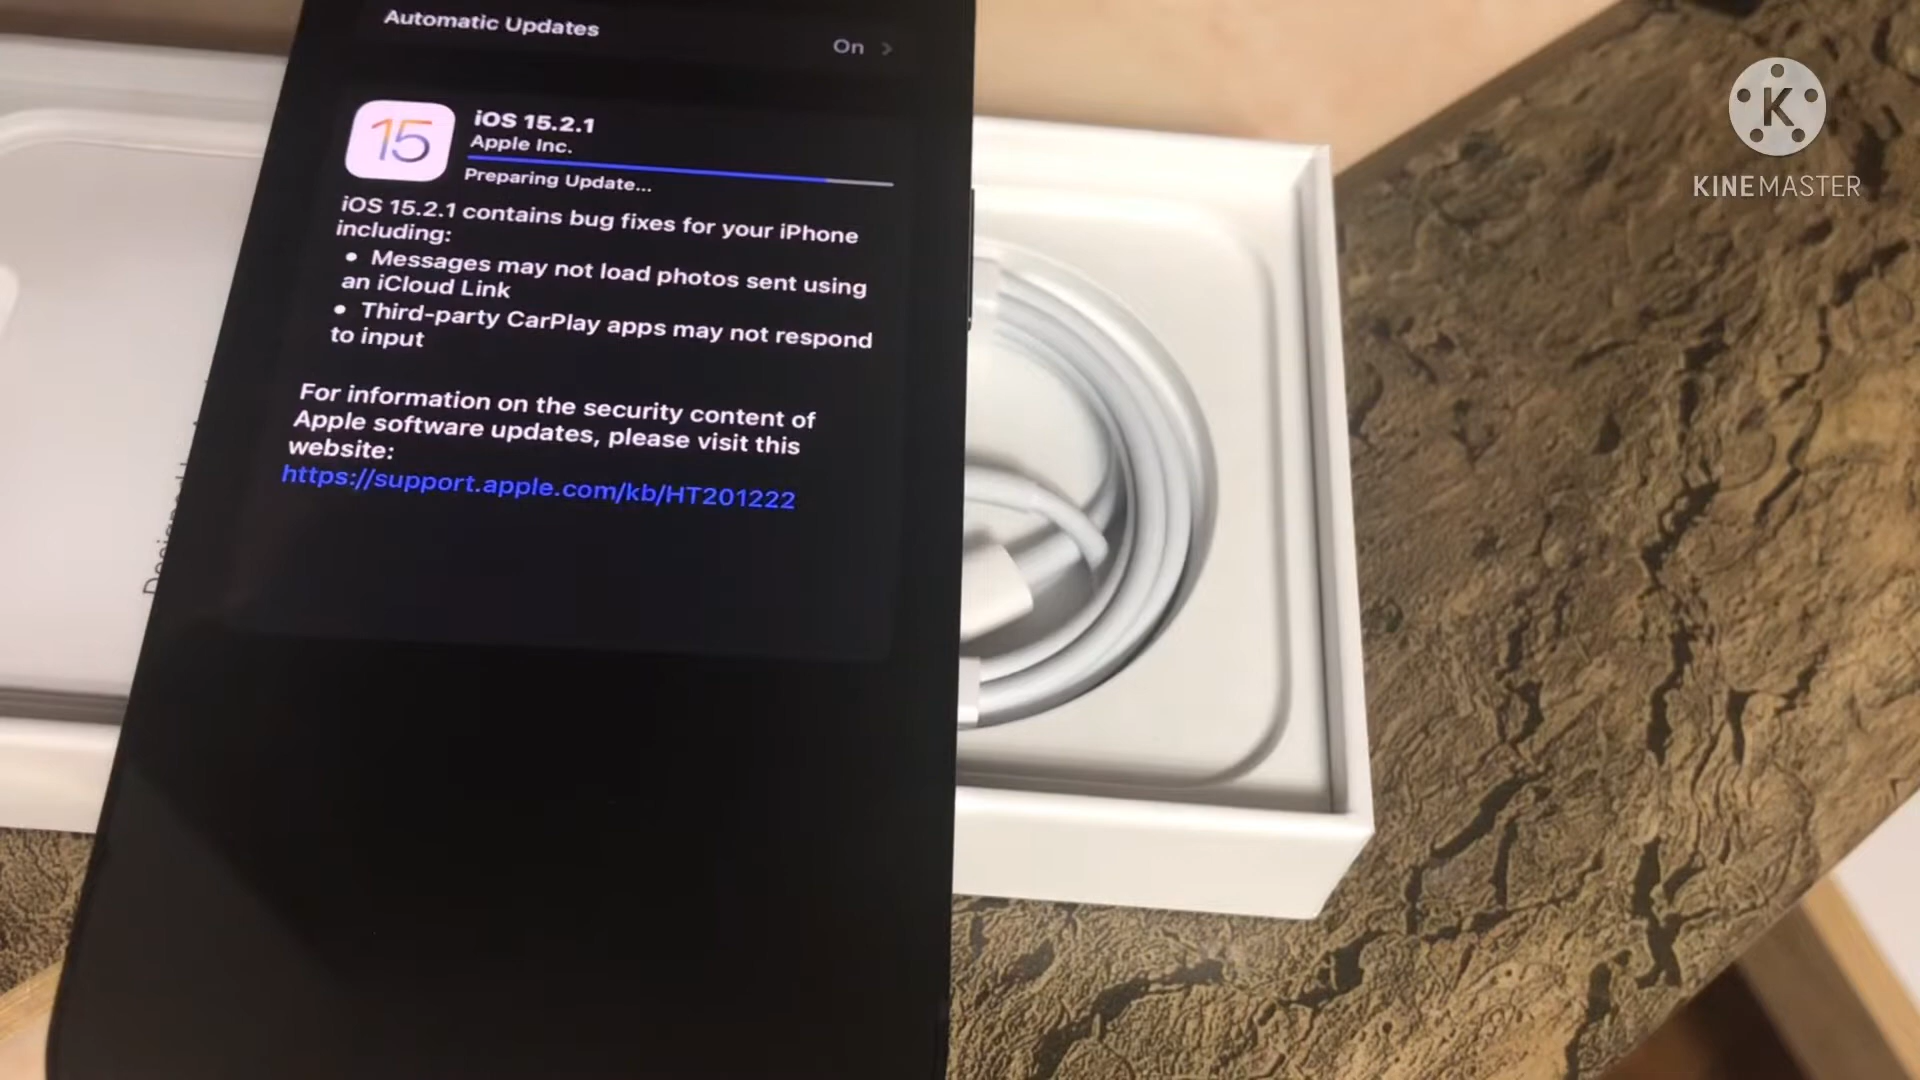 Automatic Updates
On >
15
iOS 15.2.1
Apple Inc.
Preparing Update...
iOS 15.2.1 contains bug fixes for your iPhone
including:
• Messages may not load photos sent using
an iCloud Link
• Third-party CarPlay apps may not respond
to input
For information on the security content of
Apple software updates, please visit this
website:
https://support.apple.com/kb/HT201222
K
KINEMASTER